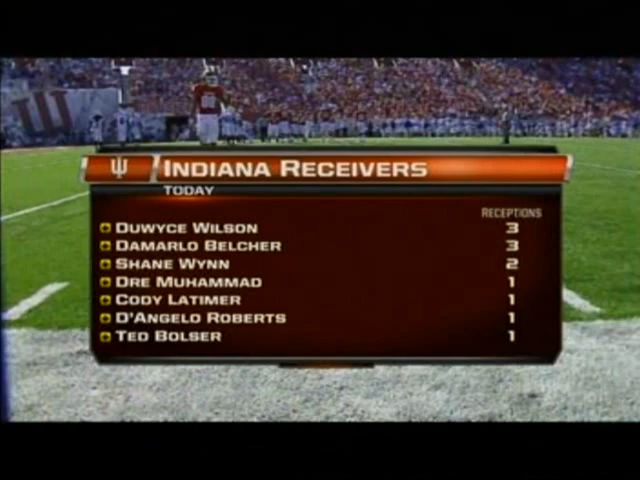 INDIANA RECEIVERS
TODAY
RECEPTIONS
DUWYCE WILSON 3
DAMARLO BELCHER 3
SHANE WYNN 2
DRE MUHAMMAD 1
CODY LATIMER 1
D'ANGELO ROBERTS 1
TED BOLSER 1